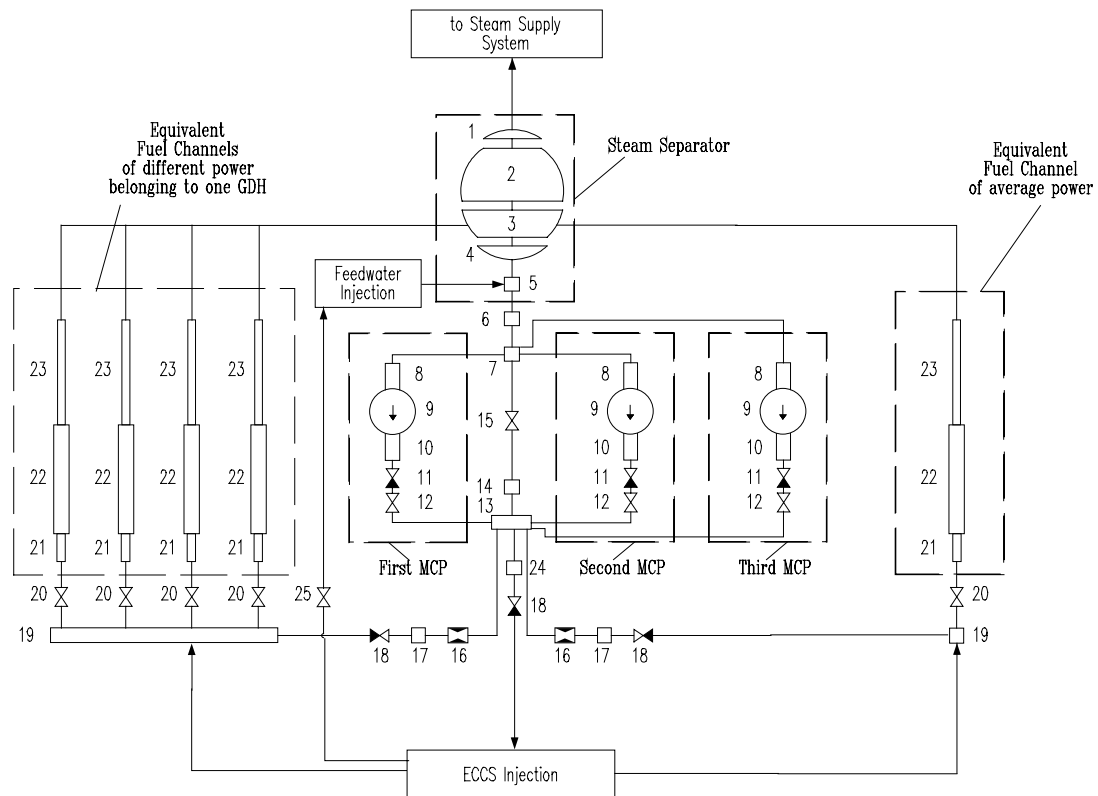 to Steam Supply
System
Equivalent
Fuel Channels
of different power
belonging to one GDH
1
Steam Separator
Equivalent
Fuel Channel
of average power
2
3
4
Feedwater
Injection
5
6
7
23 23 23 23
8 8 8
23
9 9 9
15
10 10 10
22 22 22 22
11 11 11
22
14
12 12 12
13
21 21 21 21
21
First MCP
24
Second MCP
Third MCP
20 20 20 20
25
18
20
19
18 17 16
16 17 18
19
ECCS Injection